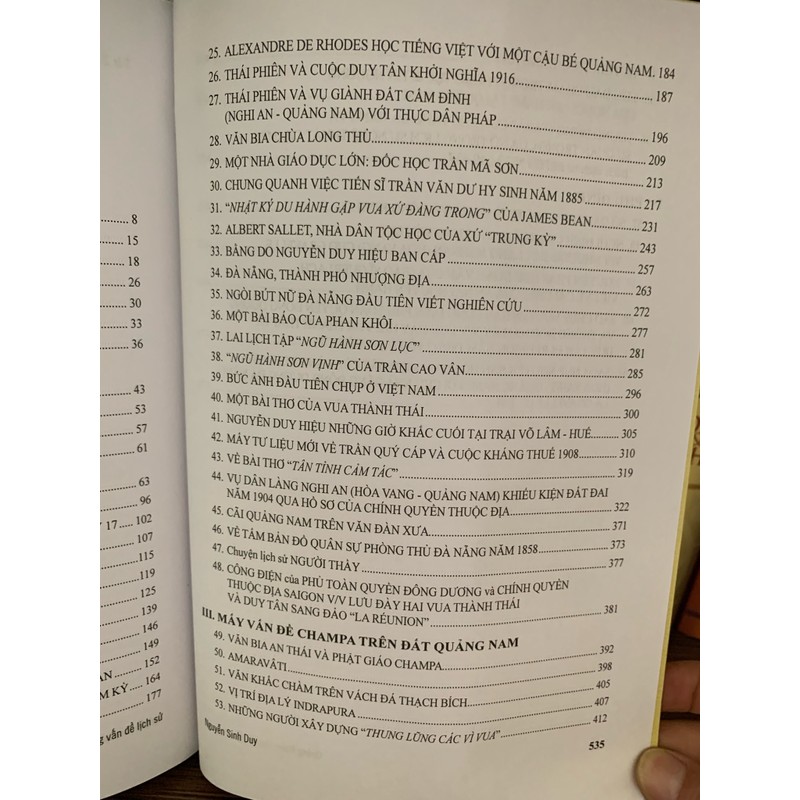 8
15
18
26
30
33
36
43
53
57
61
63
96
17 ..... 102
107
115
119
125
139
146
149
AN ........ 152
M KỲ ...... 164
177
g vấn đề lịch sử
25. ALEXANDRE DE RHODES HỌC TIẾNG VIỆT VỚI MỘT CẬU BÉ QUẢNG NAM. 184
26. THÁI PHIÊN VÀ CUỘC DUY TÂN KHỞI NGHĨA 1916 187
27. THÁI PHIÊN VÀ VỤ GIÀNH ĐẤT CẤM ĐÌNH
(NGHI AN - QUẢNG NAM) VỚI THỰC DÂN PHÁP 196
28. VĂN BIA CHÙA LONG THỦ 209
29. MỘT NHÀ GIÁO DỤC LỚN: ĐỐC HỌC TRẦN MÃ SƠN 213
30. CHUNG QUANH VIỆC TIẾN SĨ TRẦN VĂN DƯ HY SINH NĂM 1885 217
31. “NHẬT KÝ DU HÀNH GẶP VUA XỨ ĐÀNG TRONG” CỦA JAMES BEAN 231
32. ALBERT SALLET, NHÀ DÂN TỘC HỌC CỦA XỨ “TRUNG KỲ” 243
33. BẰNG DO NGUYỄN DUY HIỆU BAN CẤP 257
34. ĐÀ NẴNG, THÀNH PHỐ NHƯỢNG ĐỊA 263
35. NGÒI BÚT NỮ ĐÀ NẴNG ĐẦU TIÊN VIẾT NGHIÊN CỨU 272
36. MỘT BÀI BÁO CỦA PHAN KHÔI 277
37. LAI LỊCH TẬP “NGŨ HÀNH SƠN LỤC” 281
38. “NGŨ HÀNH SƠN VỊNH” CỦA TRẦN CAO VÂN 285
39. BỨC ẢNH ĐẦU TIÊN CHỤP Ở VIỆT NAM 296
40. MỘT BÀI THƠ CỦA VUA THÀNH THÁI 300
41. NGUYỄN DUY HIỆU NHỮNG GIỜ KHẮC CUỐI TẠI TRẠI VÕ LÂM - HUẾ 305
42. MẤY TƯ LIỆU MỚI VỀ TRẦN QUÝ CÁP VÀ CUỘC KHÁNG THUẾ 1908 310
43. VỀ BÀI THƠ “TÂN TỈNH CẢM TÁC” 319
44. VỤ DÂN LÀNG NGHI AN (HÒA VANG - QUẢNG NAM) KHIẾU KIỆN ĐẤT ĐAI
NĂM 1904 QUA HỒ SƠ CỦA CHÍNH QUYỀN THUỘC ĐỊA 322
45. CÃI QUẢNG NAM TRÊN VĂN ĐÀN XƯA 371
46. VỀ TẤM BẢN ĐỒ QUÂN SỰ PHÒNG THỦ ĐÀ NẴNG NĂM 1858 373
47. Chuyện lịch sử NGƯỜI THẦY 377
48. CÔNG ĐIỆN của PHỦ TOÀN QUYỀN ĐÔNG DƯƠNG và CHÍNH QUYỀN
THUỘC ĐỊA SAIGON V/V LƯU ĐÀY HAI VUA THÀNH THÁI
VÀ DUY TÂN SANG ĐẢO “LA RÉUNION” 381
III. MẤY VẤN ĐỀ CHAMPA TRÊN ĐẤT QUẢNG NAM
49. VĂN BIA AN THÁI VÀ PHẬT GIÁO CHAMPA 392
50. AMARAVÂTI 398
51. VĂN KHẮC CHÀM TRÊN VÁCH ĐÁ THẠCH BÍCH 405
52. VỊ TRÍ ĐỊA LÝ INDRAPURA 407
53. NHỮNG NGƯỜI XÂY DỰNG “THUNG LŨNG CÁC VÌ VUA” 412
Nguyễn Sinh Duy
535